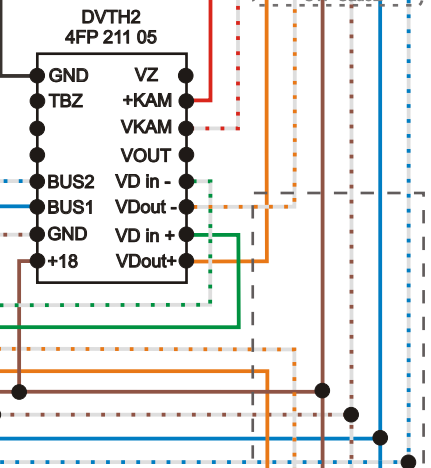 DVTH2
4FP 211 05
GND VZ
TBZ +KAM
VKAM
VOUT
BUS2 VD in -
BUS1 VDout -
GND VD in +
+18 VDout+